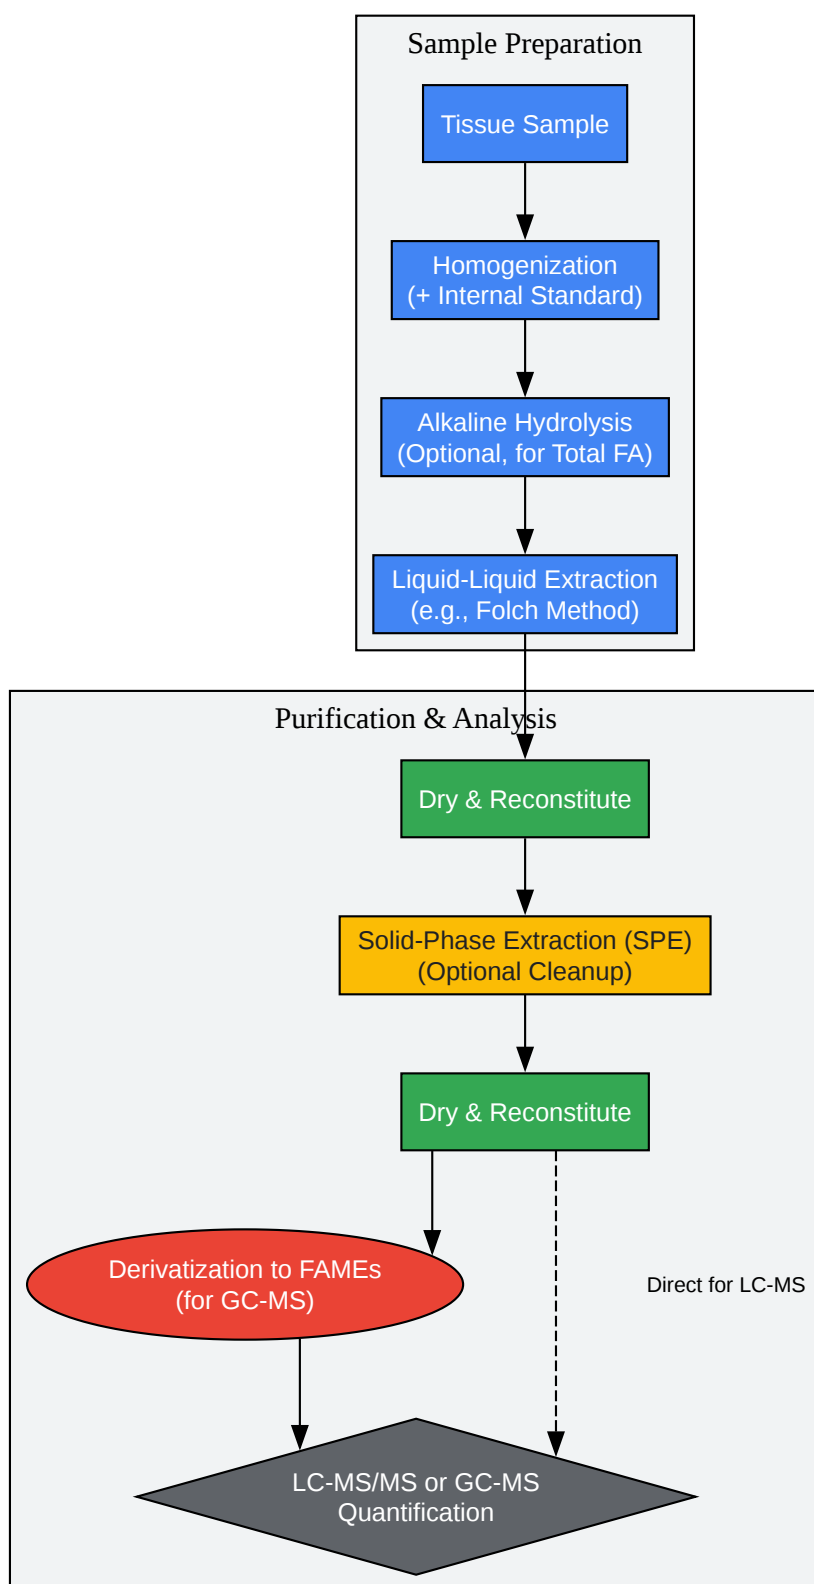 Sample Preparation
Tissue Sample
Homogenization
(+ Internal Standard)
Alkaline Hydrolysis
(Optional, for Total FA)
Liquid-Liquid Extraction
(e.g., Folch Method)
Purification & Analysis
Dry & Reconstitute
Solid-Phase Extraction (SPE)
(Optional Cleanup)
Dry & Reconstitute
Derivatization to FAMEs
(for GC-MS)
Direct for LC-MS
LC-MS/MS or GC-MS
Quantification